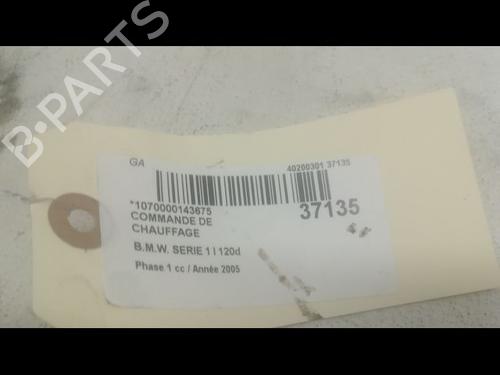 B-PARTS
GA
40200301 37135
*1070000143675
37135
COMMANDE DE
CHAUFFAGE
B.M.W. SERIE 1 I 120d
Phase 1 cc / Année 2005